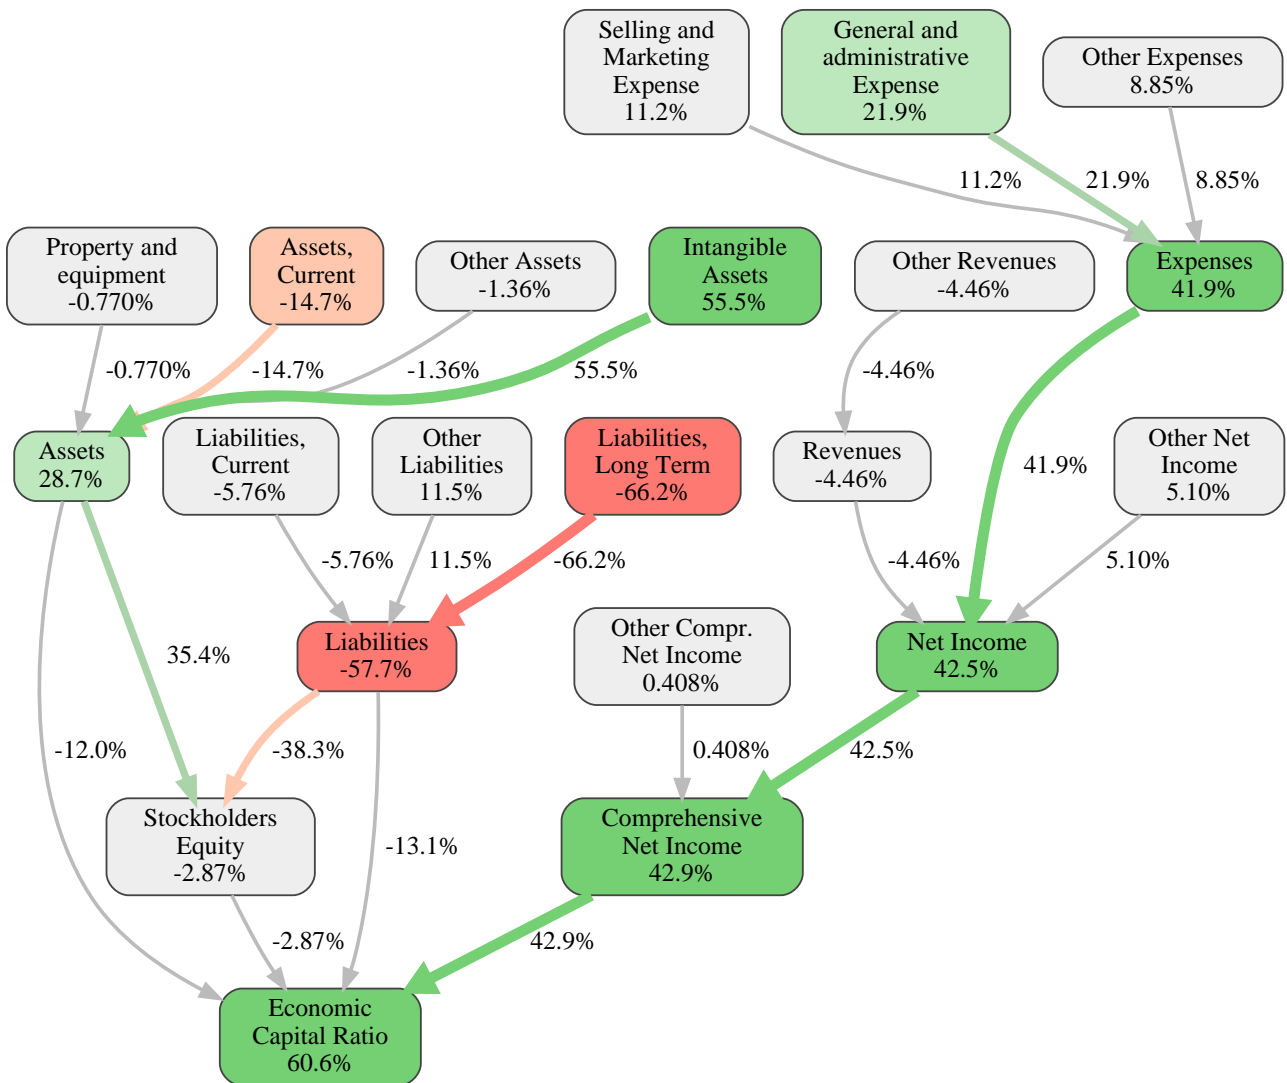 Selling and
Marketing
Expense
11.2%
General and
administrative
Expense
21.9%
Other Expenses
8.85%
11.2%
21.9%
8.85%
Property and
equipment
-0.770%
Assets,
Current
-14.7%
Other Assets
-1.36%
Intangible
Assets
55.5%
Other Revenues
-4.46%
Expenses
41.9%
-0.770%
-14.7%
-1.36%
55.5%
-4.46%
Assets
28.7%
Liabilities,
Current
-5.76%
Other
Liabilities
11.5%
Liabilities,
Long Term
-66.2%
Revenues
-4.46%
41.9%
Other Net
Income
5.10%
-5.76%
11.5%
-66.2%
-4.46%
5.10%
Liabilities
-57.7%
Other Compr.
Net Income
0.408%
Net Income
42.5%
35.4%
-12.0%
-38.3%
0.408%
42.5%
Stockholders
Equity
-2.87%
-13.1%
Comprehensive
Net Income
42.9%
-2.87%
42.9%
Economic
Capital Ratio
60.6%